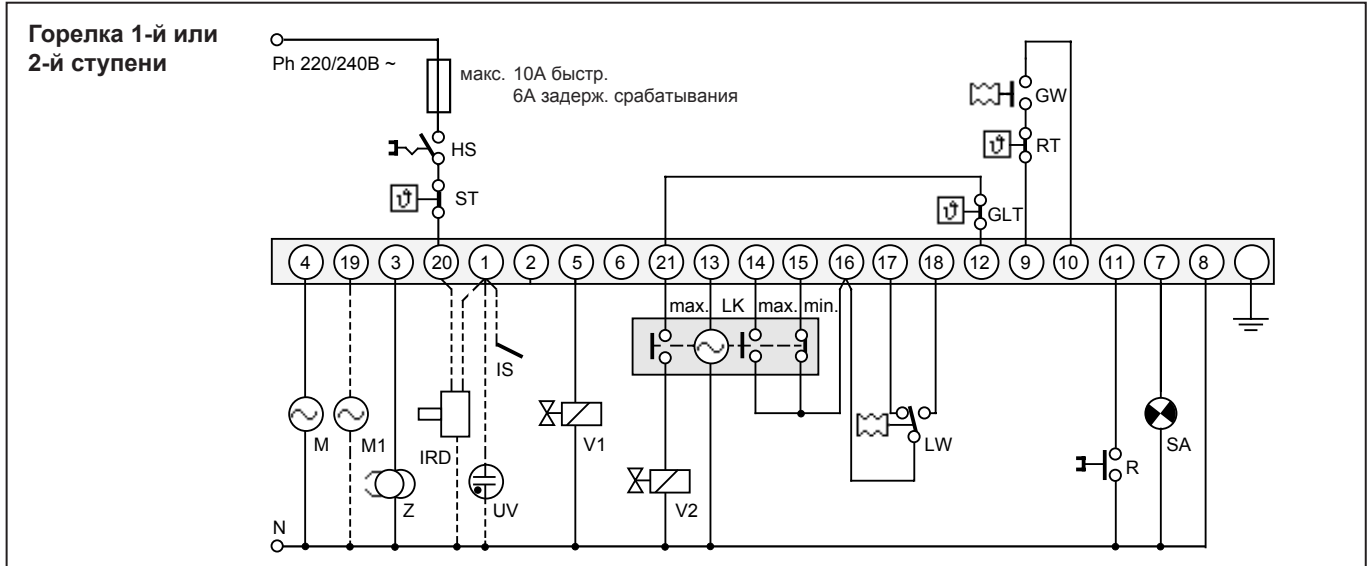 Горелка 1-й или
2-й ступени
Ph 220/240В ~
макс. 10А быстр.
6А задерж. срабатывания
HS
ST
GW
RT
GLT
4 19 3 20 1 2 5 6 21 13 14 15 16 17 18 12 9 10 11 7 8
max. LK max. min.
IS
M M1 IRD V1 LW R SA
Z UV V2
N